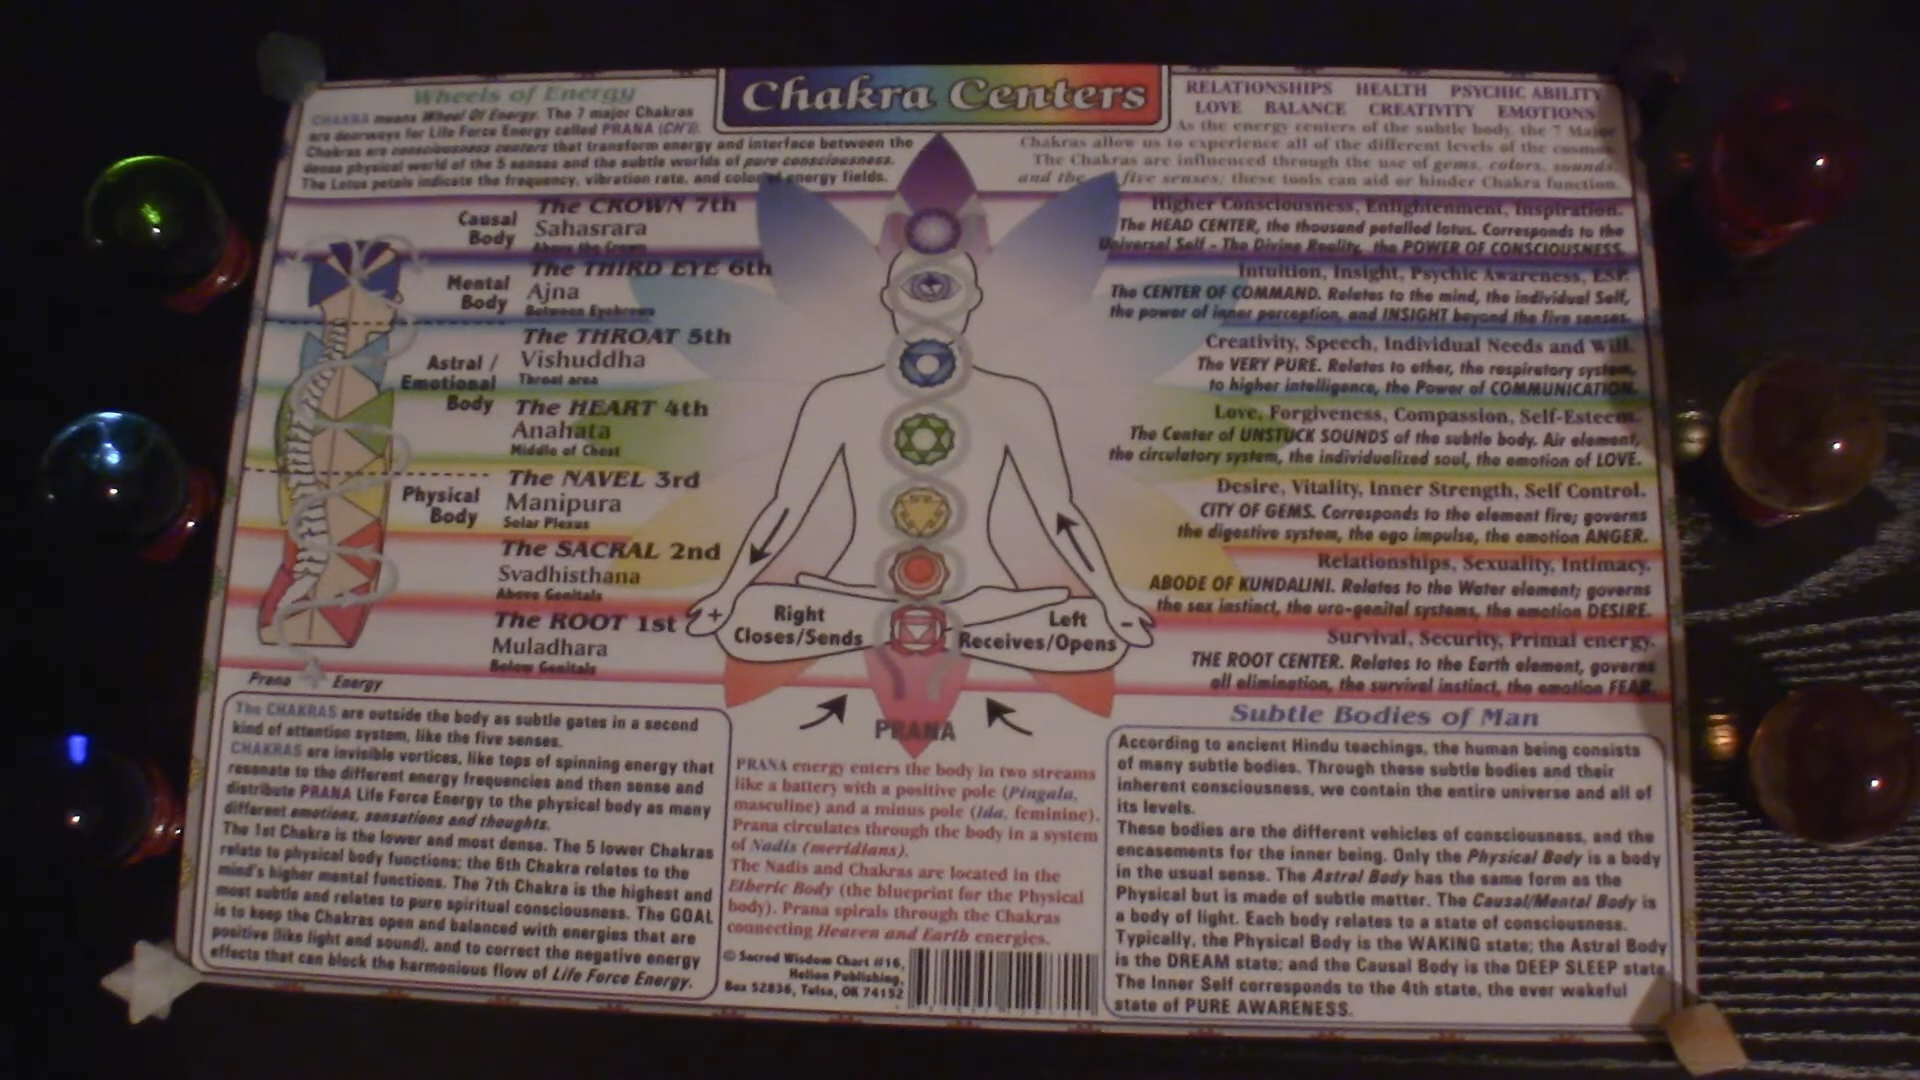 Chakra Centers
Wheels of Energy
CHAKRA means Wheel Of Energy. The 7 major Chakras
are doorways for Life Force Energy called PRANA (CH'I).
Chakras are consciousness centers that transform energy and interface between the
dense physical world of the 5 senses and the subtle worlds of pure consciousness.
The Lotus petals indicate the frequency, vibration rate, and color of energy fields.
RELATIONSHIPS HEALTH PSYCHIC ABILITY
LOVE BALANCE CREATIVITY EMOTIONS
As the energy centers of the subtle body, the 7 Major
Chakras allow us to experience all of the different levels of the cosmos.
The Chakras are influenced through the use of gems, colors, sounds,
and the five senses; these tools can aid or hinder Chakra function.
Causal
Body
The CROWN 7th
Sahasrara
Above the Crown
Higher Consciousness, Enlightenment, Inspiration.
The HEAD CENTER, the thousand petalled lotus. Corresponds to the
Universal Self - The Divine Reality, the POWER OF CONSCIOUSNESS.
Mental
Body
The THIRD EYE 6th
Ajna
Between Eyebrows
Intuition, Insight, Psychic Awareness, ESP.
The CENTER OF COMMAND. Relates to the mind, the individual Self,
the power of inner perception, and INSIGHT beyond the five senses.
Astral /
Emotional
Body
The THROAT 5th
Vishuddha
Throat area
Creativity, Speech, Individual Needs and Will.
The VERY PURE. Relates to ether, the respiratory system,
to higher intelligence, the Power of COMMUNICATION.
The HEART 4th
Anahata
Middle of Chest
Love, Forgiveness, Compassion, Self-Esteem.
The Center of UNSTUCK SOUNDS of the subtle body. Air element,
the circulatory system, the individualized soul, the emotion of LOVE.
Physical
Body
The NAVEL 3rd
Manipura
Solar Plexus
Desire, Vitality, Inner Strength, Self Control.
CITY OF GEMS. Corresponds to the element fire; governs
the digestive system, the ego impulse, the emotion ANGER.
The SACRAL 2nd
Svadhisthana
Above Genitals
Relationships, Sexuality, Intimacy.
ABODE OF KUNDALINI. Relates to the Water element; governs
the sex instinct, the uro-genital systems, the emotion DESIRE.
The ROOT 1st
Muladhara
Below Genitals
Survival, Security, Primal energy.
THE ROOT CENTER. Relates to the Earth element, governs
all elimination, the survival instinct, the emotion FEAR.
+
Right
Closes/Sends
Left
Receives/Opens
-
Prana Energy
PRANA
The CHAKRAS are outside the body as subtle gates in a second
kind of attention system, like the five senses.
CHAKRAS are invisible vortices, like tops of spinning energy that
resonate to the different energy frequencies and then sense and
distribute PRANA Life Force Energy to the physical body as many
different emotions, sensations and thoughts.
The 1st Chakra is the lower and most dense. The 5 lower Chakras
relate to physical body functions; the 6th Chakra relates to the
mind's higher mental functions. The 7th Chakra is the highest and
most subtle and relates to pure spiritual consciousness. The GOAL
is to keep the Chakras open and balanced with energies that are
positive (like light and sound), and to correct the negative energy
effects that can block the harmonious flow of Life Force Energy.
PRANA energy enters the body in two streams
like a battery with a positive pole (Pingala,
masculine) and a minus pole (Ida, feminine).
Prana circulates through the body in a system
of Nadis (meridians).
The Nadis and Chakras are located in the
Etheric Body (the blueprint for the Physical
body). Prana spirals through the Chakras
connecting Heaven and Earth energies.
© Sacred Wisdom Chart #16,
Helion Publishing,
Box 52836, Tulsa, OK 74152
Subtle Bodies of Man
According to ancient Hindu teachings, the human being consists
of many subtle bodies. Through these subtle bodies and their
inherent consciousness, we contain the entire universe and all of
its levels.
These bodies are the different vehicles of consciousness, and the
encasements for the inner being. Only the Physical Body is a body
in the usual sense. The Astral Body has the same form as the
Physical but is made of subtle matter. The Causal/Mental Body is
a body of light. Each body relates to a state of consciousness.
Typically, the Physical Body is the WAKING state; the Astral Body
is the DREAM state; and the Causal Body is the DEEP SLEEP state.
The Inner Self corresponds to the 4th state, the ever wakeful
state of PURE AWARENESS.